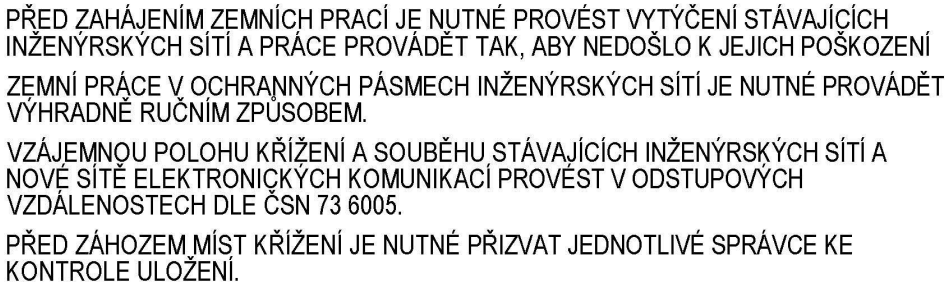 PŘED ZAHÁJENÍM ZEMNÍCH PRACÍ JE NUTNÉ PROVÉST VYTÝČENÍ STÁVAJÍCÍCH
INŽENÝRSKÝCH SÍTÍ A PRÁCE PROVÁDĚT TAK, ABY NEDOŠLO K JEJICH POŠKOZENÍ
ZEMNÍ PRÁCE V OCHRANNÝCH PÁSMECH INŽENÝRSKÝCH SÍTÍ JE NUTNÉ PROVÁDĚT
VÝHRADNĚ RUČNÍM ZPŮSOBEM.
VZÁJEMNOU POLOHU KŘÍŽENÍ A SOUBĚHU STÁVAJÍCÍCH INŽENÝRSKÝCH SÍTÍ A
NOVÉ SÍTĚ ELEKTRONICKÝCH KOMUNIKACÍ PROVÉST V ODSTUPOVÝCH
VZDÁLENOSTECH DLE ČSN 73 6005.
PŘED ZÁHOZEM MÍST KŘÍŽENÍ JE NUTNÉ PŘIZVAT JEDNOTLIVÉ SPRÁVCE KE
KONTROLE ULOŽENÍ.